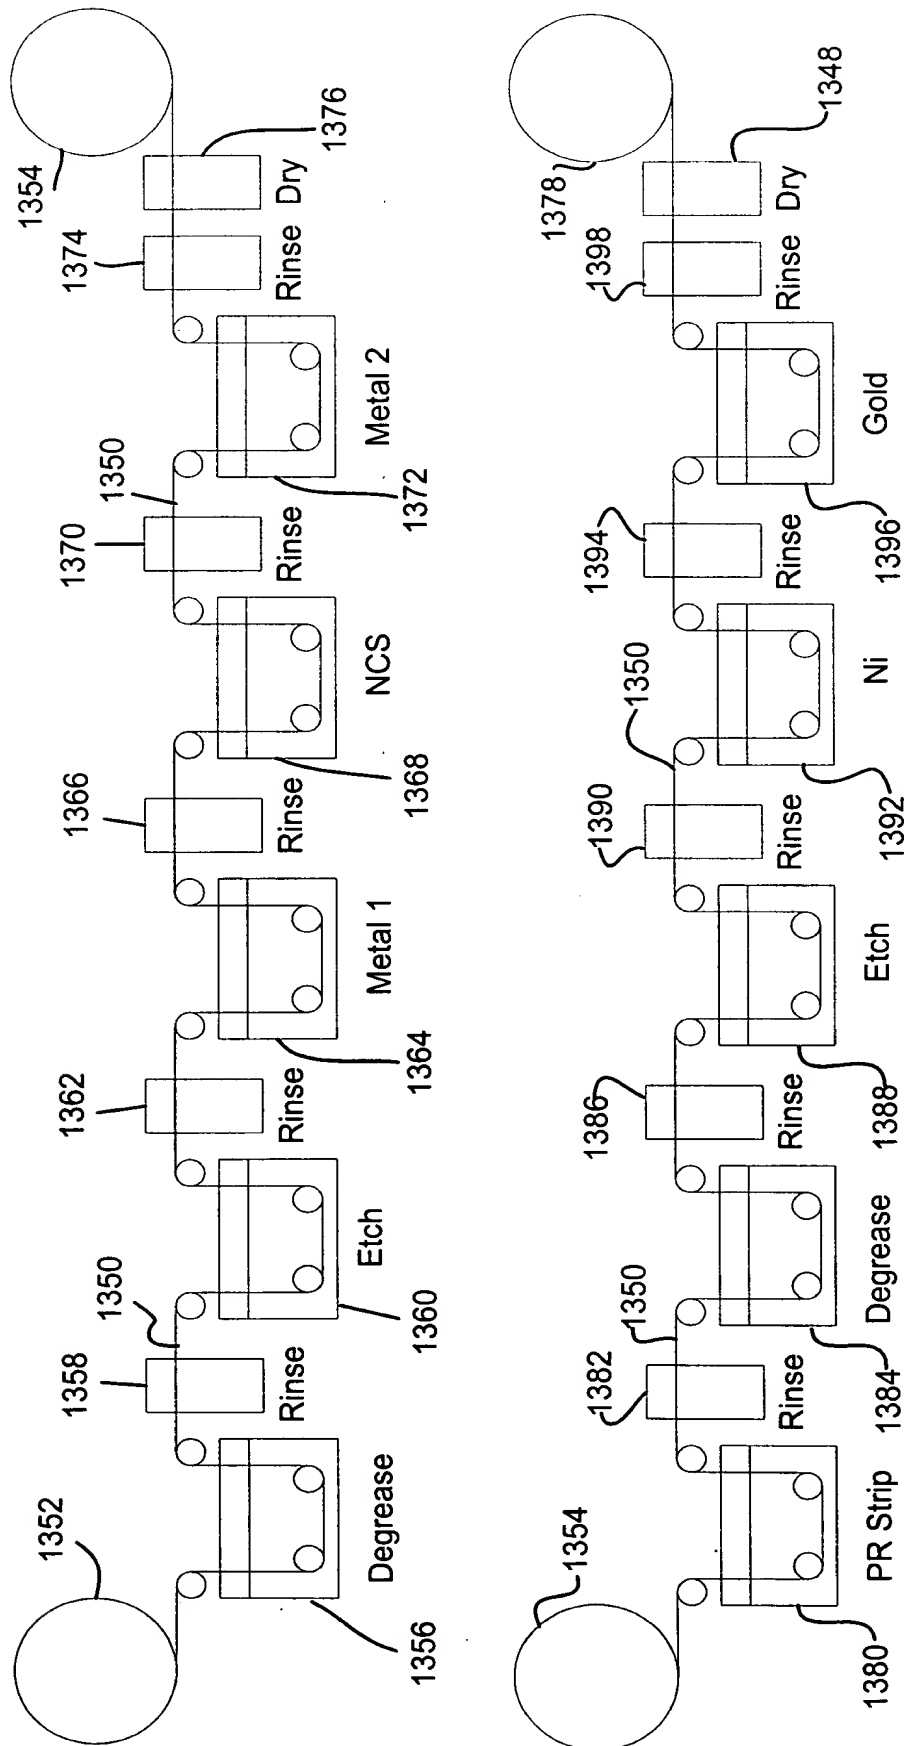 1352
1354
1358
1350
1362
1366
1370
1350
1374
1376
Rinse
Rinse
Rinse
Rinse
Rinse
Dry
Degrease
Etch
Metal 1
NCS
Metal 2
1356
1360
1364
1368
1372
1354
1378
1382
1350
1386
1390
1350
1394
1398
1348
Rinse
Rinse
Rinse
Rinse
Rinse
Dry
PR Strip
Degrease
Etch
Ni
Gold
1380
1384
1388
1392
1396